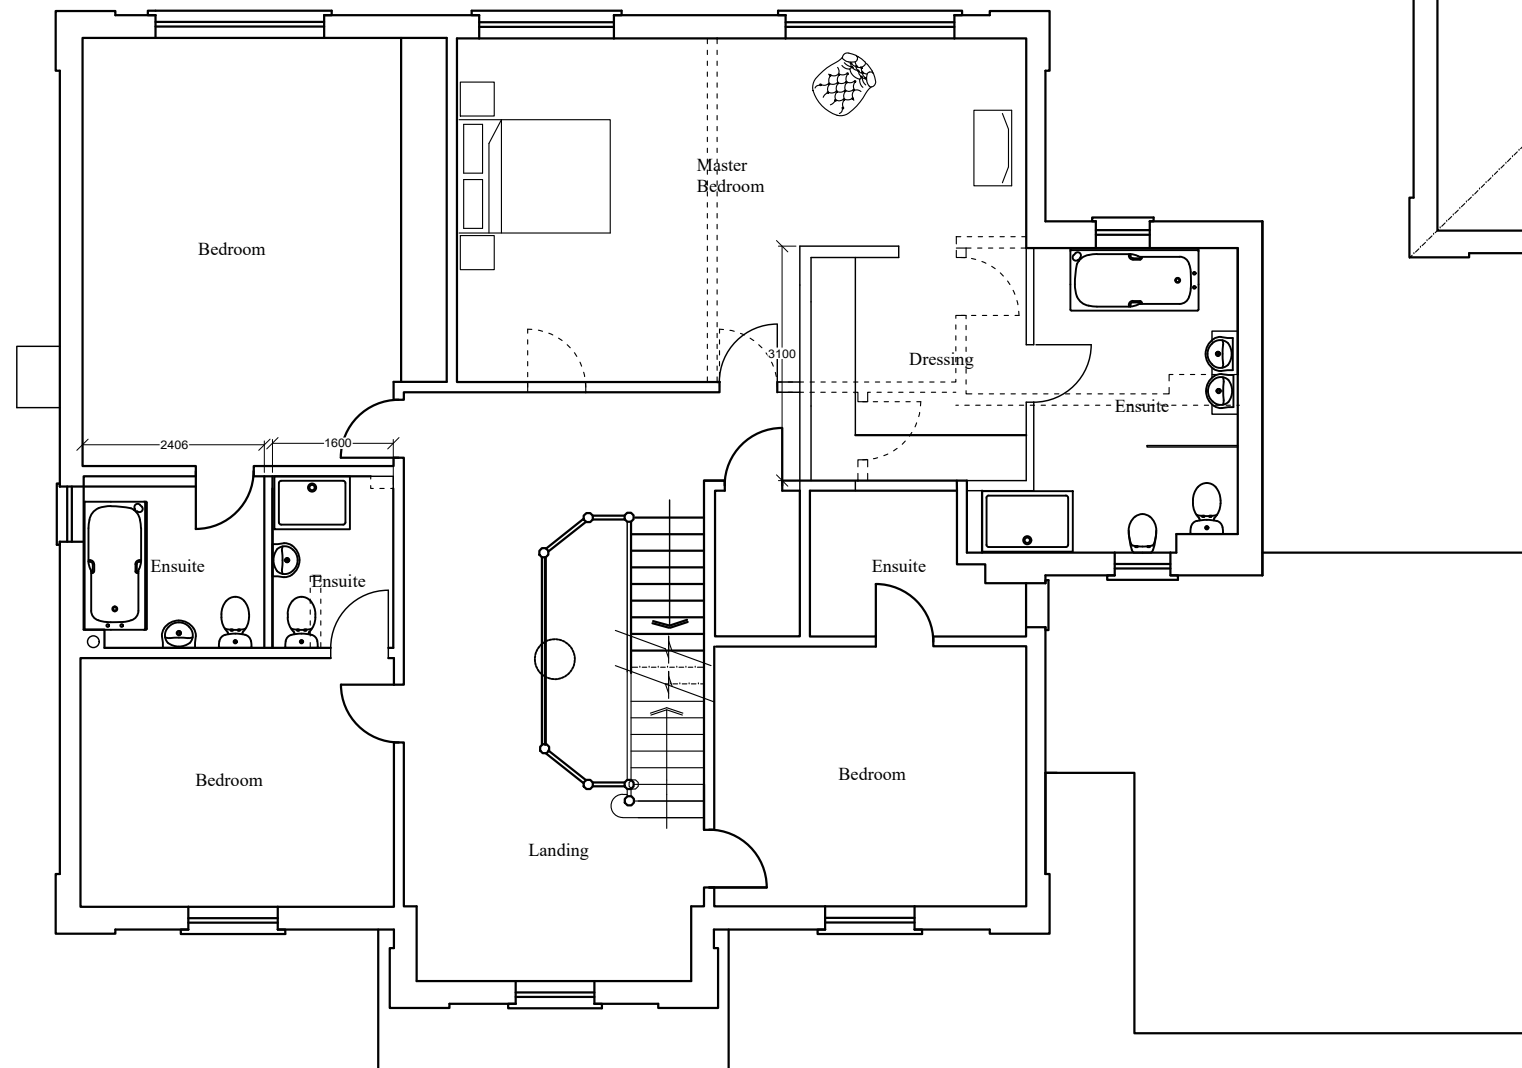 Master
Bedroom
Bedroom
3100
Dressing
Ensuite
2406
1600
Ensuite
Ensuite
Ensuite
Bedroom
Bedroom
Landing